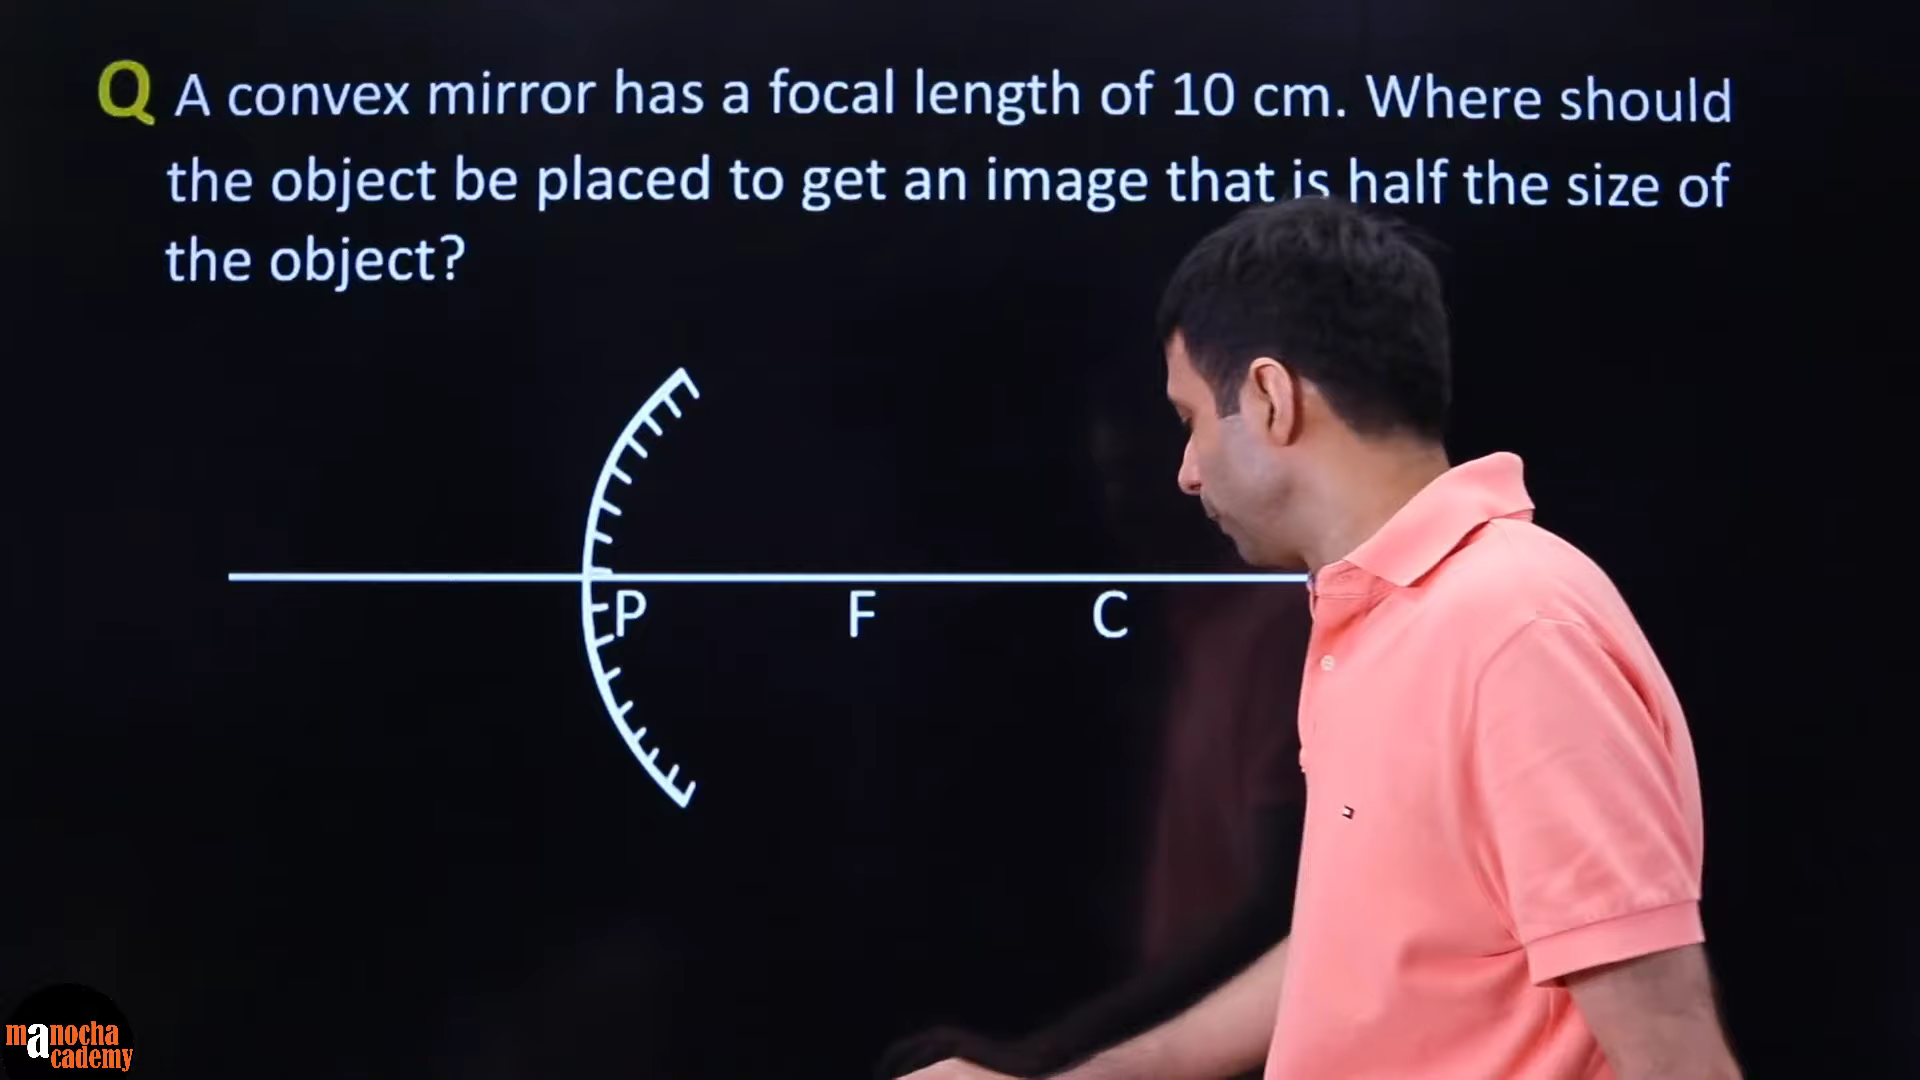 Q A convex mirror has a focal length of 10 cm. Where should
the object be placed to get an image that is half the size of
the object?
P F C
manocha
academy